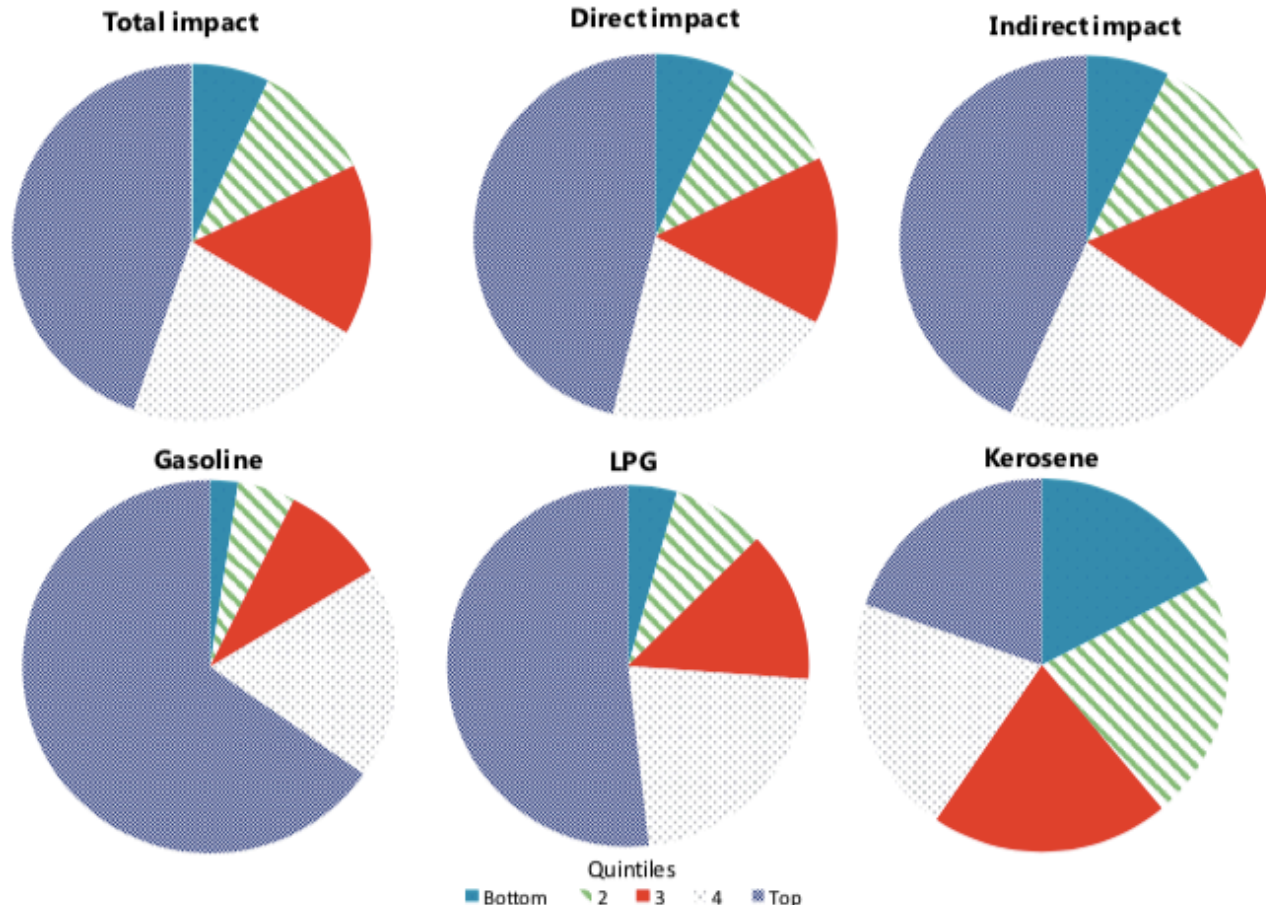 Total impact
Direct impact
Indirect impact
Gasoline
LPG
Kerosene
Quintiles
Bottom 2 3 4 Top